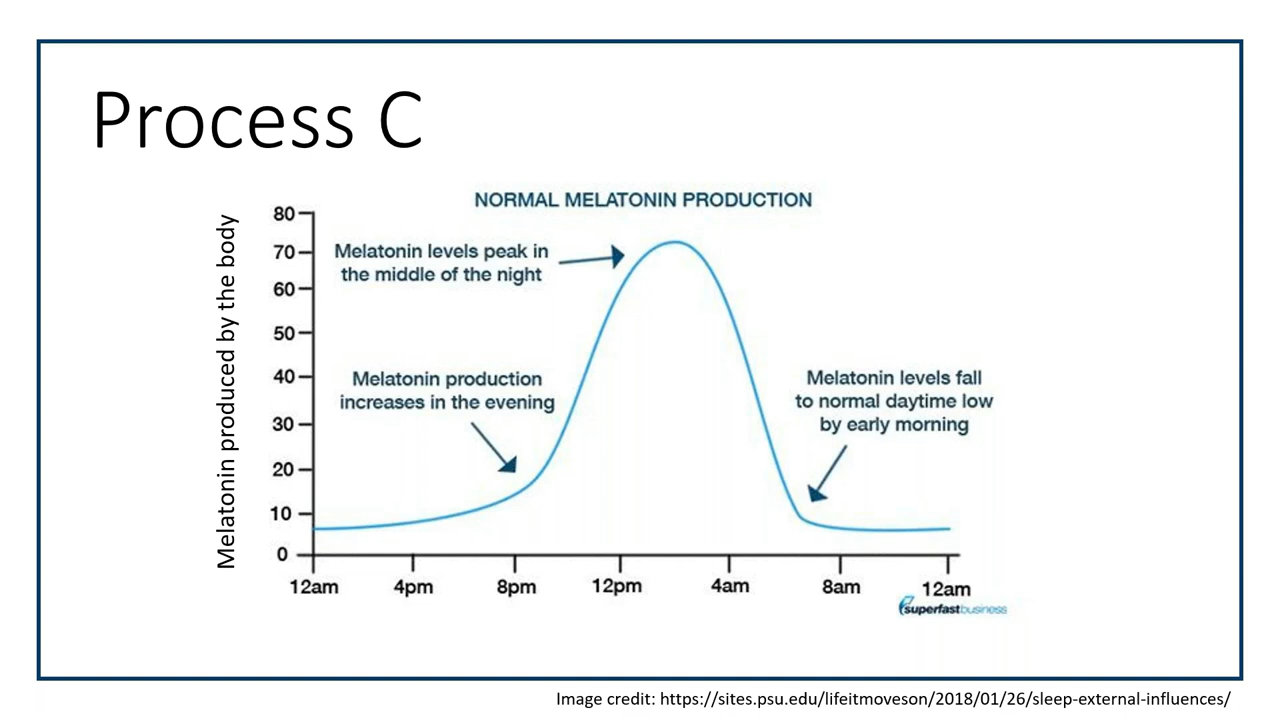 Process C
NORMAL MELATONIN PRODUCTION
Melatonin produced by the body
80
70
60
50
40
30
20
10
0
Melatonin levels peak in
the middle of the night
Melatonin production
increases in the evening
Melatonin levels fall
to normal daytime low
by early morning
12am 4pm 8pm 12pm 4am 8am 12am
superfastbusiness
Image credit: https://sites.psu.edu/lifeitmoveson/2018/01/26/sleep-external-influences/